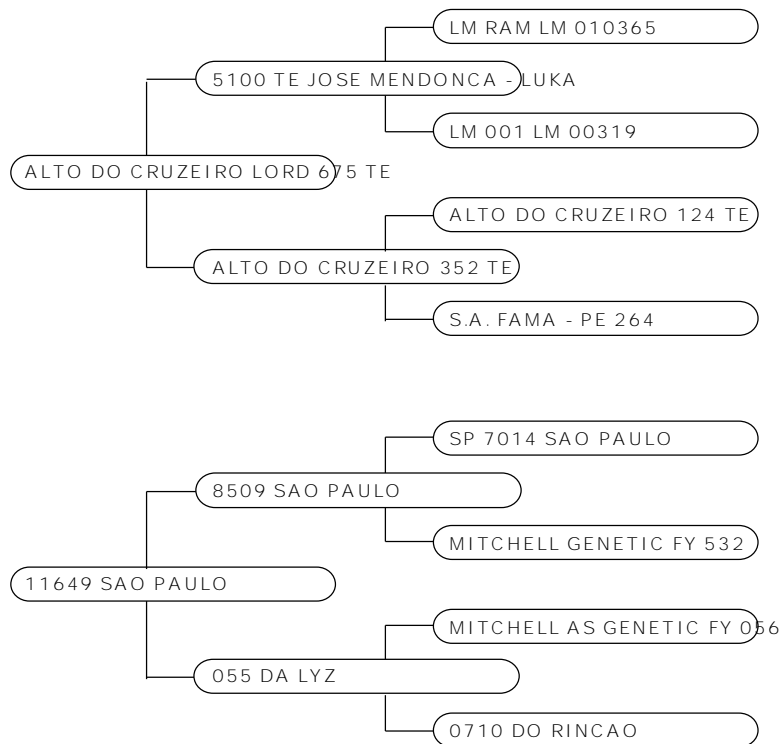 LM RAM LM 010365
5100 TE JOSE MENDONCA - LUKA
LM 001 LM 00319
ALTO DO CRUZEIRO LORD 675 TE
ALTO DO CRUZEIRO 124 TE
ALTO DO CRUZEIRO 352 TE
S.A. FAMA - PE 264
SP 7014 SAO PAULO
8509 SAO PAULO
MITCHELL GENETIC FY 532
11649 SAO PAULO
MITCHELL AS GENETIC FY 056
055 DA LYZ
0710 DO RINCAO